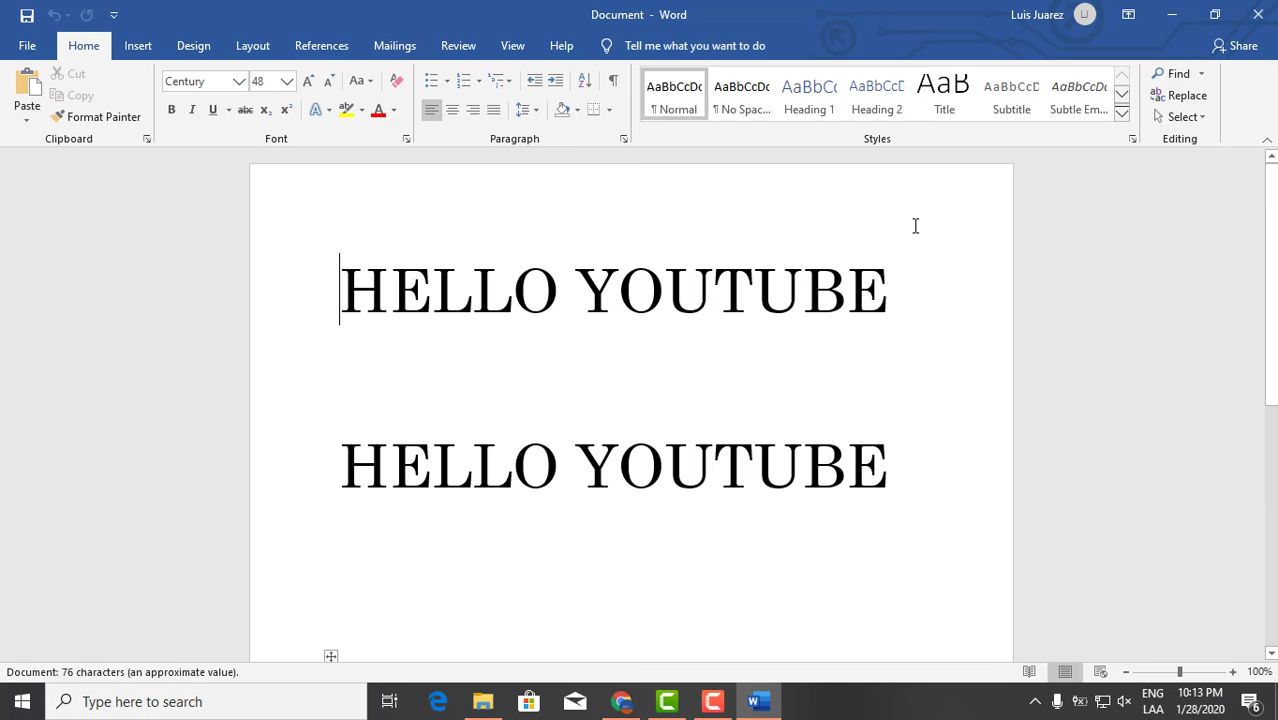 Document - Word
Luis Juarez
File Home Insert Design Layout References Mailings Review View Help Tell me what you want to do Share
Paste
Cut
Copy
Format Painter
Clipboard
Century 48
Font
Paragraph
AaBbCcDc AaBbCcDc AaBbCc AaBbCcD AaB AaBbCcD AaBbCcDc
¶ Normal ¶ No Spac... Heading 1 Heading 2 Title Subtitle Subtle Em...
Styles
Find
Replace
Select
Editing
HELLO YOUTUBE
HELLO YOUTUBE
Document: 76 characters (an approximate value).
100%
Type here to search
ENG
LAA
10:13 PM
1/28/2020
6